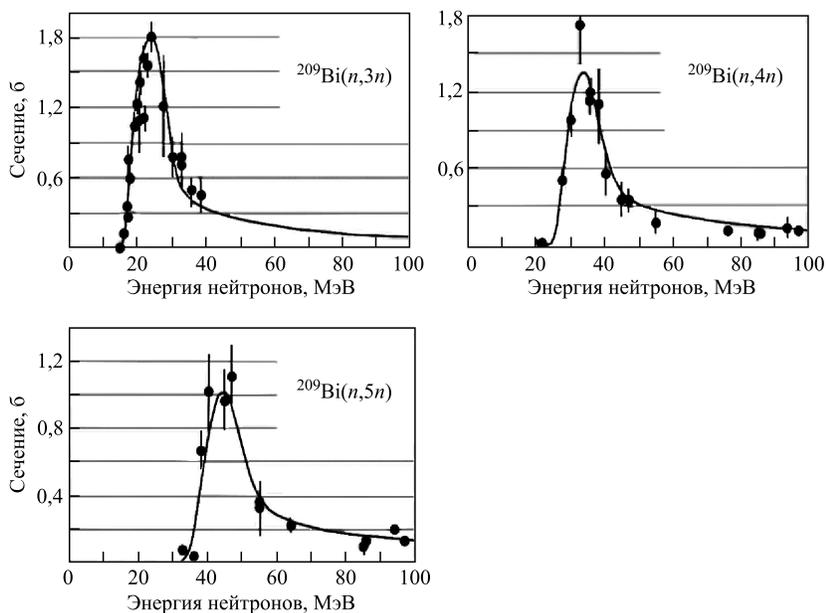 Сечение, б
1,8
1,2
0,6
²⁰⁹Bi(n,3n)
0 20 40 60 80 100
Энергия нейтронов, МэВ
1,8
1,2
0,6
²⁰⁹Bi(n,4n)
0 20 40 60 80 100
Энергия нейтронов, МэВ
Сечение, б
1,2
0,8
0,4
²⁰⁹Bi(n,5n)
0 20 40 60 80 100
Энергия нейтронов, МэВ